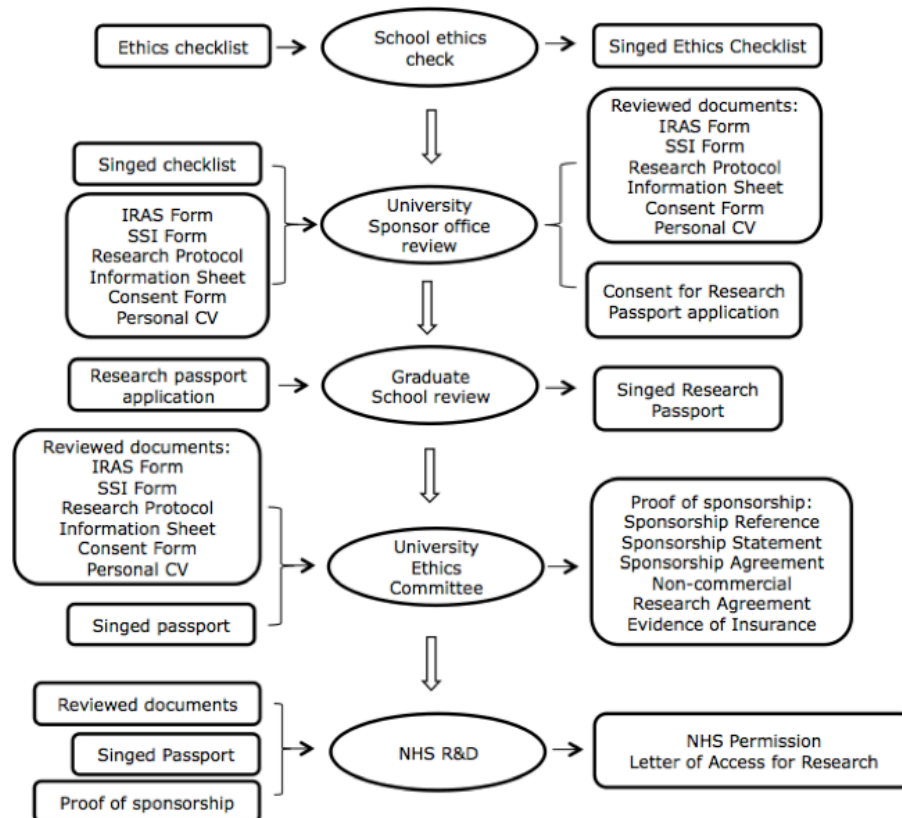 Ethics checklist
School ethics
check
Singed Ethics Checklist
Singed checklist
IRAS Form
SSI Form
Research Protocol
Information Sheet
Consent Form
Personal CV
University
Sponsor office
review
Reviewed documents:
IRAS Form
SSI Form
Research Protocol
Information Sheet
Consent Form
Personal CV
Consent for Research
Passport application
Research passport
application
Graduate
School review
Singed Research
Passport
Reviewed documents:
IRAS Form
SSI Form
Research Protocol
Information Sheet
Consent Form
Personal CV
Singed passport
University
Ethics
Committee
Proof of sponsorship:
Sponsorship Reference
Sponsorship Statement
Sponsorship Agreement
Non-commercial
Research Agreement
Evidence of Insurance
Reviewed documents
Singed Passport
Proof of sponsorship
NHS R&D
NHS Permission
Letter of Access for Research